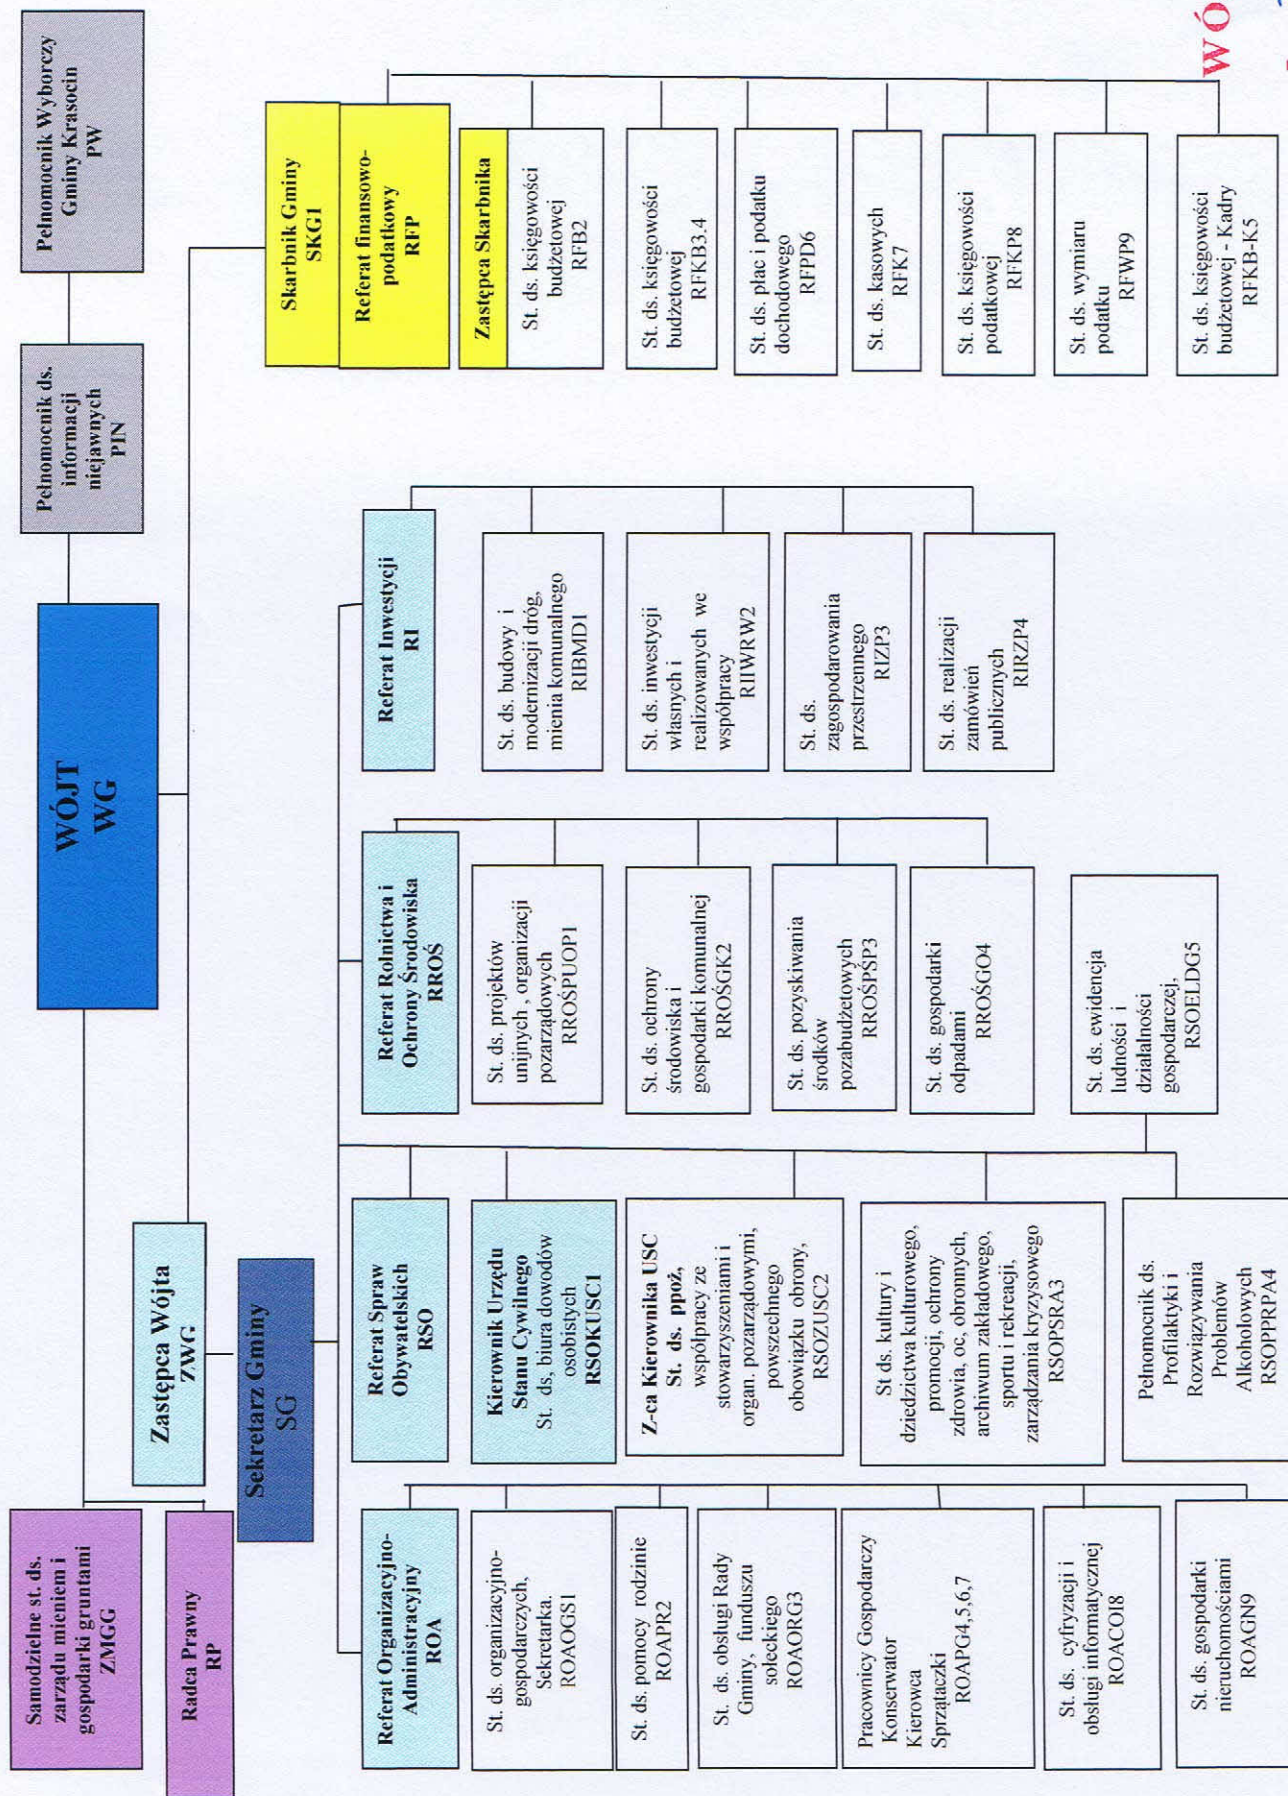 Samodzielne st. ds.
zarządu mieniem i
gospodarki gruntami
ZMGG
Radca Prawny
RP
WÓJT
WG
Pełnomocnik ds.
informacji
niejawnych
PIN
Pełnomocnik Wyborczy
Gminy Krasocin
PW
Zastępca Wójta
ZWG
Sekretarz Gminy
SG
Skarbnik Gminy
SKG1
Referat finansowo-
podatkowy
RFP
Zastępca Skarbnika
St. ds. księgowości
budżetowej
RFB2
St. ds. księgowości
budżetowej
RFKB3,4
St. ds. płac i podatku
dochodowego
RFPD6
St. ds. kasowych
RFK7
St. ds. księgowości
podatkowej
RFKP8
St. ds. wymiaru
podatku
RFWP9
St. ds. księgowości
budżetowej - Kadry
RFKB-K5
Referat Organizacyjno-
Administracyjny
ROA
St. ds. organizacyjno-
gospodarczych,
Sekretarka.
ROAOGS1
St. ds. pomocy rodzinie
ROAPR2
St. ds. obsługi Rady
Gminy, funduszu
sołeckiego
ROAORG3
Pracownicy Gospodarczy
Konserwator
Kierowca
Sprzątaczki
ROAPG4,5,6,7
St. ds. cyfryzacji i
obsługi informatycznej
ROACOI8
St. ds. gospodarki
nieruchomościami
ROAGN9
Referat Spraw
Obywatelskich
RSO
Kierownik Urzędu
Stanu Cywilnego
St. ds, biura dowodów
osobistych
RSOKUSC1
Z-ca Kierownika USC
St. ds. ppoż,
współpracy ze
stowarzyszeniami i
organ. pozarządowymi,
powszechnego
obowiązku obrony,
RSOZUSC2
St ds. kultury i
dziedzictwa kulturowego,
promocji, ochrony
zdrowia, oc, obronnych,
archiwum zakładowego,
sportu i rekreacji,
zarządzania kryzysowego
RSOPSRA3
Pełnomocnik ds.
Profilaktyki i
Rozwiązywania
Problemów
Alkoholowych
RSOPPRPA4
St. ds. ewidencja
ludności i
działalności
gospodarczej,
RSOELDG5
Referat Rolnictwa i
Ochrony Środowiska
RROŚ
St. ds. projektów
unijnych , organizacji
pozarządowych
RROŚPUOP1
St. ds. ochrony
środowiska i
gospodarki komunalnej
RROŚGK2
St. ds. pozyskiwania
środków
pozabudżetowych
RROŚPŚP3
St. ds. gospodarki
odpadami
RROŚGO4
Referat Inwestycji
RI
St. ds. budowy i
modernizacji dróg,
mienia komunalnego
RIBMD1
St. ds. inwestycji
własnych i
realizowanych we
współpracy
RIIWRW2
St. ds.
zagospodarowania
przestrzennego
RIZP3
St. ds. realizacji
zamówień
publicznych
RIRZP4
WÓ